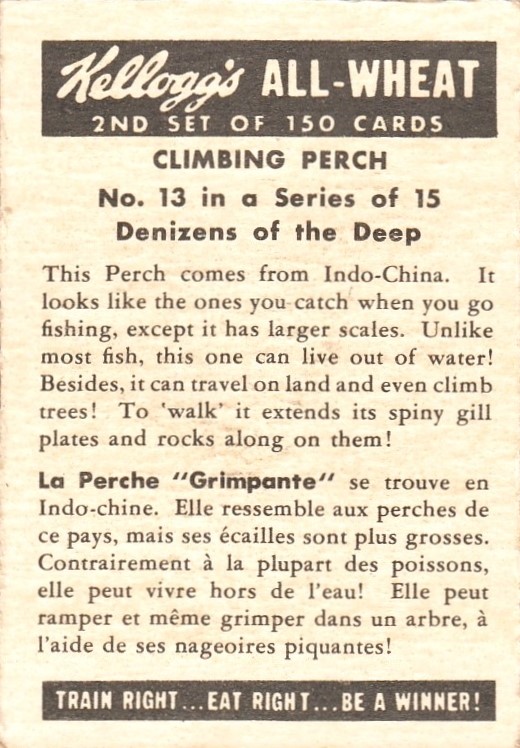 Kellogg's ALL-WHEAT
2ND SET OF 150 CARDS
CLIMBING PERCH
No. 13 in a Series of 15
Denizens of the Deep
This Perch comes from Indo-China. It
looks like the ones you catch when you go
fishing, except it has larger scales. Unlike
most fish, this one can live out of water!
Besides, it can travel on land and even climb
trees! To 'walk' it extends its spiny gill
plates and rocks along on them!
La Perche "Grimpante" se trouve en
Indo-chine. Elle ressemble aux perches de
ce pays, mais ses écailles sont plus grosses.
Contrairement à la plupart des poissons,
elle peut vivre hors de l'eau! Elle peut
ramper et même grimper dans un arbre, à
l'aide de ses nageoires piquantes!
TRAIN RIGHT...EAT RIGHT...BE A WINNER!